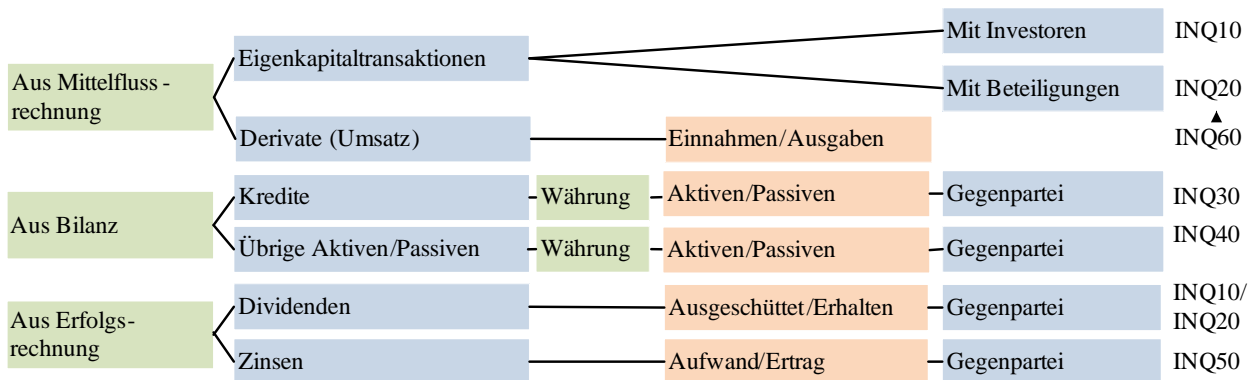 Mit Investoren INQ10
Eigenkapitaltransaktionen
Aus Mittelfluss -
rechnung
Mit Beteiligungen INQ20
Derivate (Umsatz) Einnahmen/Ausgaben INQ60
Kredite Währung Aktiven/Passiven Gegenpartei INQ30
Aus Bilanz
Übrige Aktiven/Passiven Währung Aktiven/Passiven Gegenpartei INQ40
Dividenden Ausgeschüttet/Erhalten Gegenpartei INQ10/
INQ20
Aus Erfolgs-
rechnung
Zinsen Aufwand/Ertrag Gegenpartei INQ50